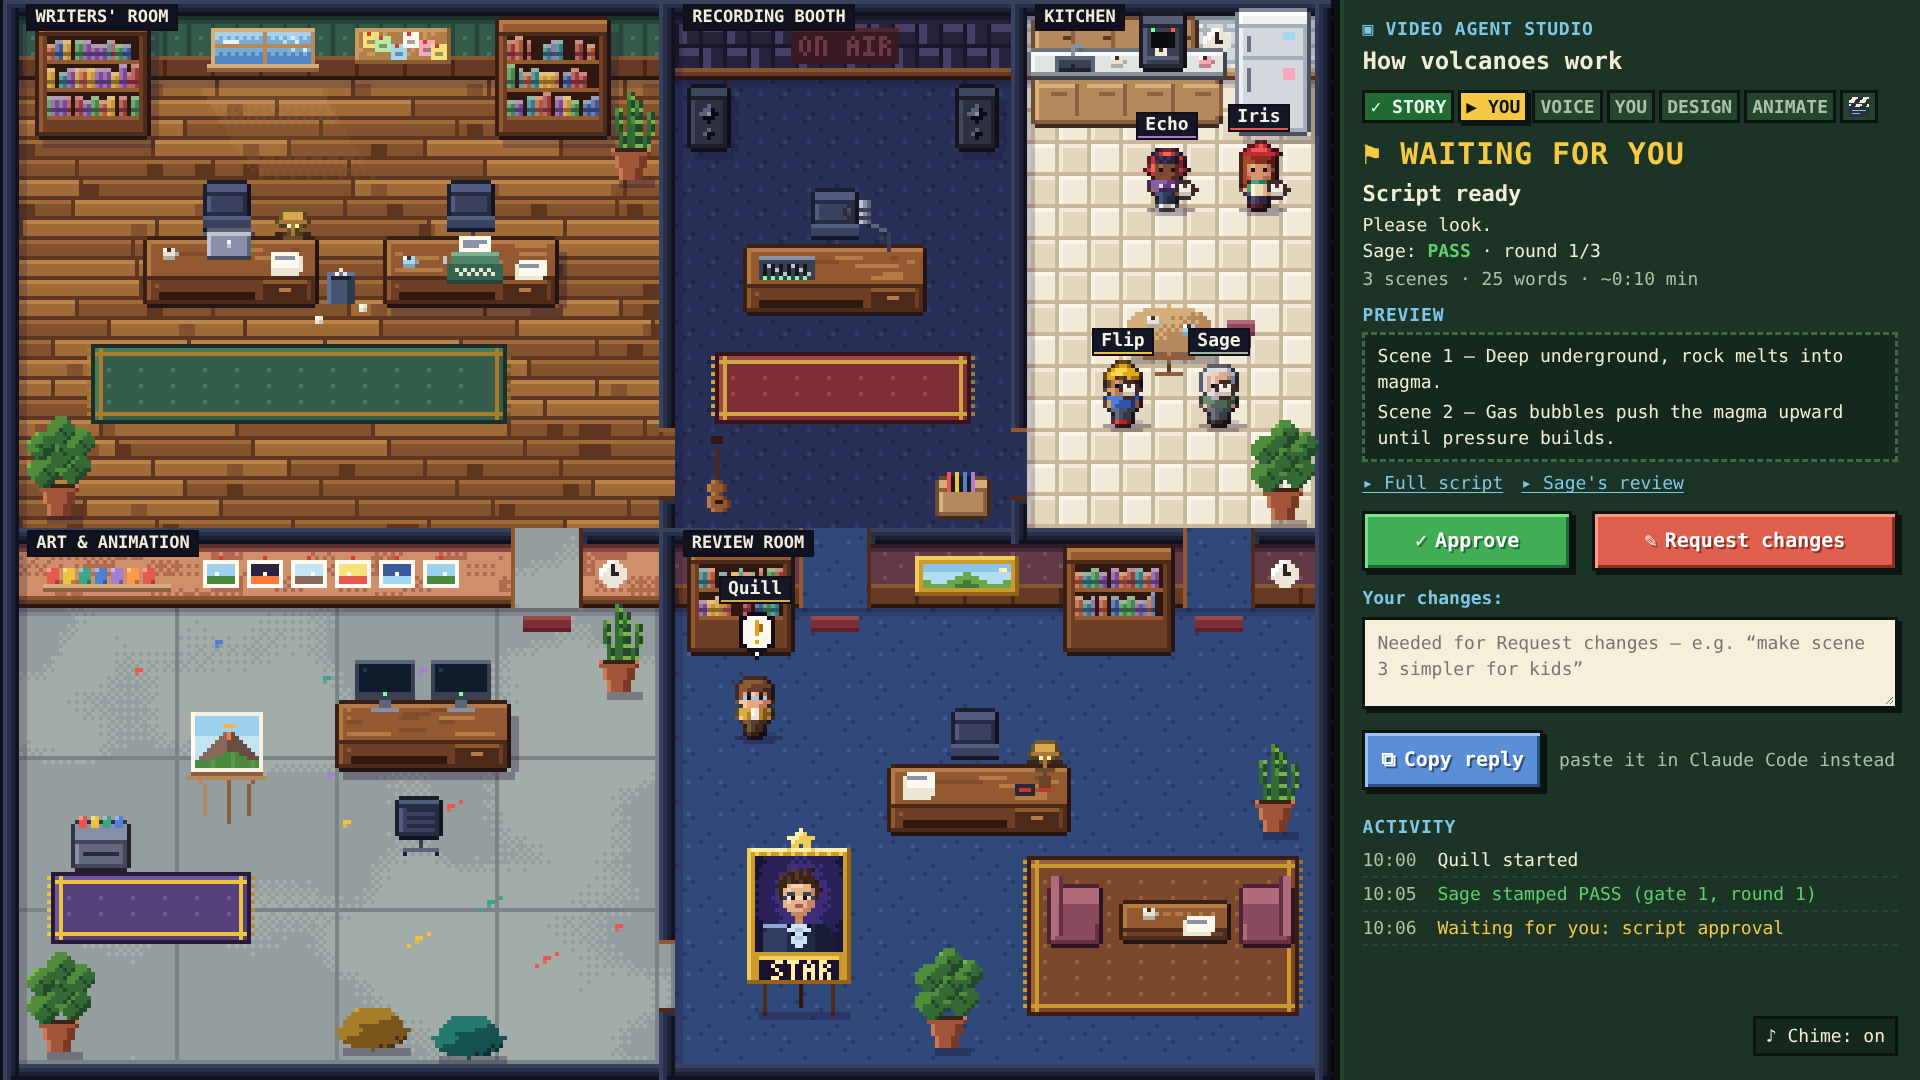 WRITERS' ROOM
RECORDING BOOTH
ON AIR
KITCHEN
Echo
Iris
Flip
Sage
ART & ANIMATION
REVIEW ROOM
Quill
!
STAR
▣ VIDEO AGENT STUDIO
How volcanoes work
✓ STORY
▶ YOU
VOICE
YOU
DESIGN
ANIMATE
⚑ WAITING FOR YOU
Script ready
Please look.
Sage: PASS · round 1/3
3 scenes · 25 words · ~0:10 min
PREVIEW
Scene 1 — Deep underground, rock melts into
magma.
Scene 2 — Gas bubbles push the magma upward
until pressure builds.
▸ Full script ▸ Sage's review
✓ Approve
✎ Request changes
Your changes:
Needed for Request changes — e.g. “make scene
3 simpler for kids”
⧉ Copy reply
paste it in Claude Code instead
ACTIVITY
10:00 Quill started
10:05 Sage stamped PASS (gate 1, round 1)
10:06 Waiting for you: script approval
♪ Chime: on